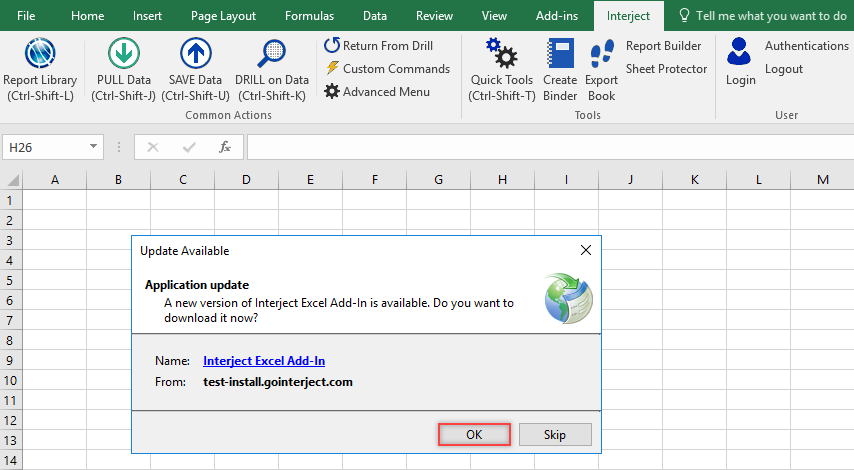 File Home Insert Page Layout Formulas Data Review View Add-ins Interject Tell me what you want to do
Report Library
(Ctrl-Shift-L)
PULL Data
(Ctrl-Shift-J)
SAVE Data
(Ctrl-Shift-U)
DRILL on Data
(Ctrl-Shift-K)
Return From Drill
Custom Commands
Advanced Menu
Common Actions
Quick Tools
(Ctrl-Shift-T)
Create
Binder
Export
Book
Report Builder
Sheet Protector
Tools
Login
Authentications
Logout
User
H26
fx
A B C D E F G H I J K L M
1
2
3
4
5
6
7
8
9
10
11
12
13
14
Update Available
Application update
A new version of Interject Excel Add-In is available. Do you want to
download it now?
Name: Interject Excel Add-In
From: test-install.gointerject.com
OK Skip